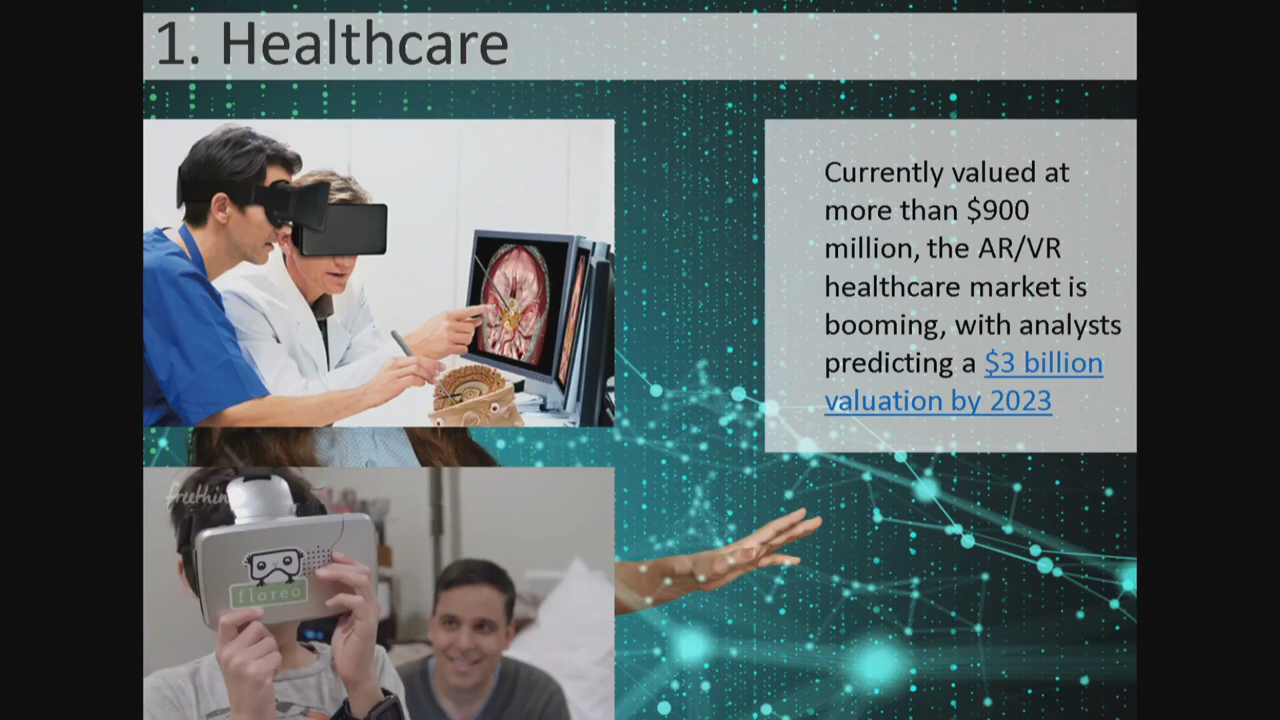 1. Healthcare
Currently valued at
more than $900
million, the AR/VR
healthcare market is
booming, with analysts
predicting a $3 billion
valuation by 2023
freethin
floreo